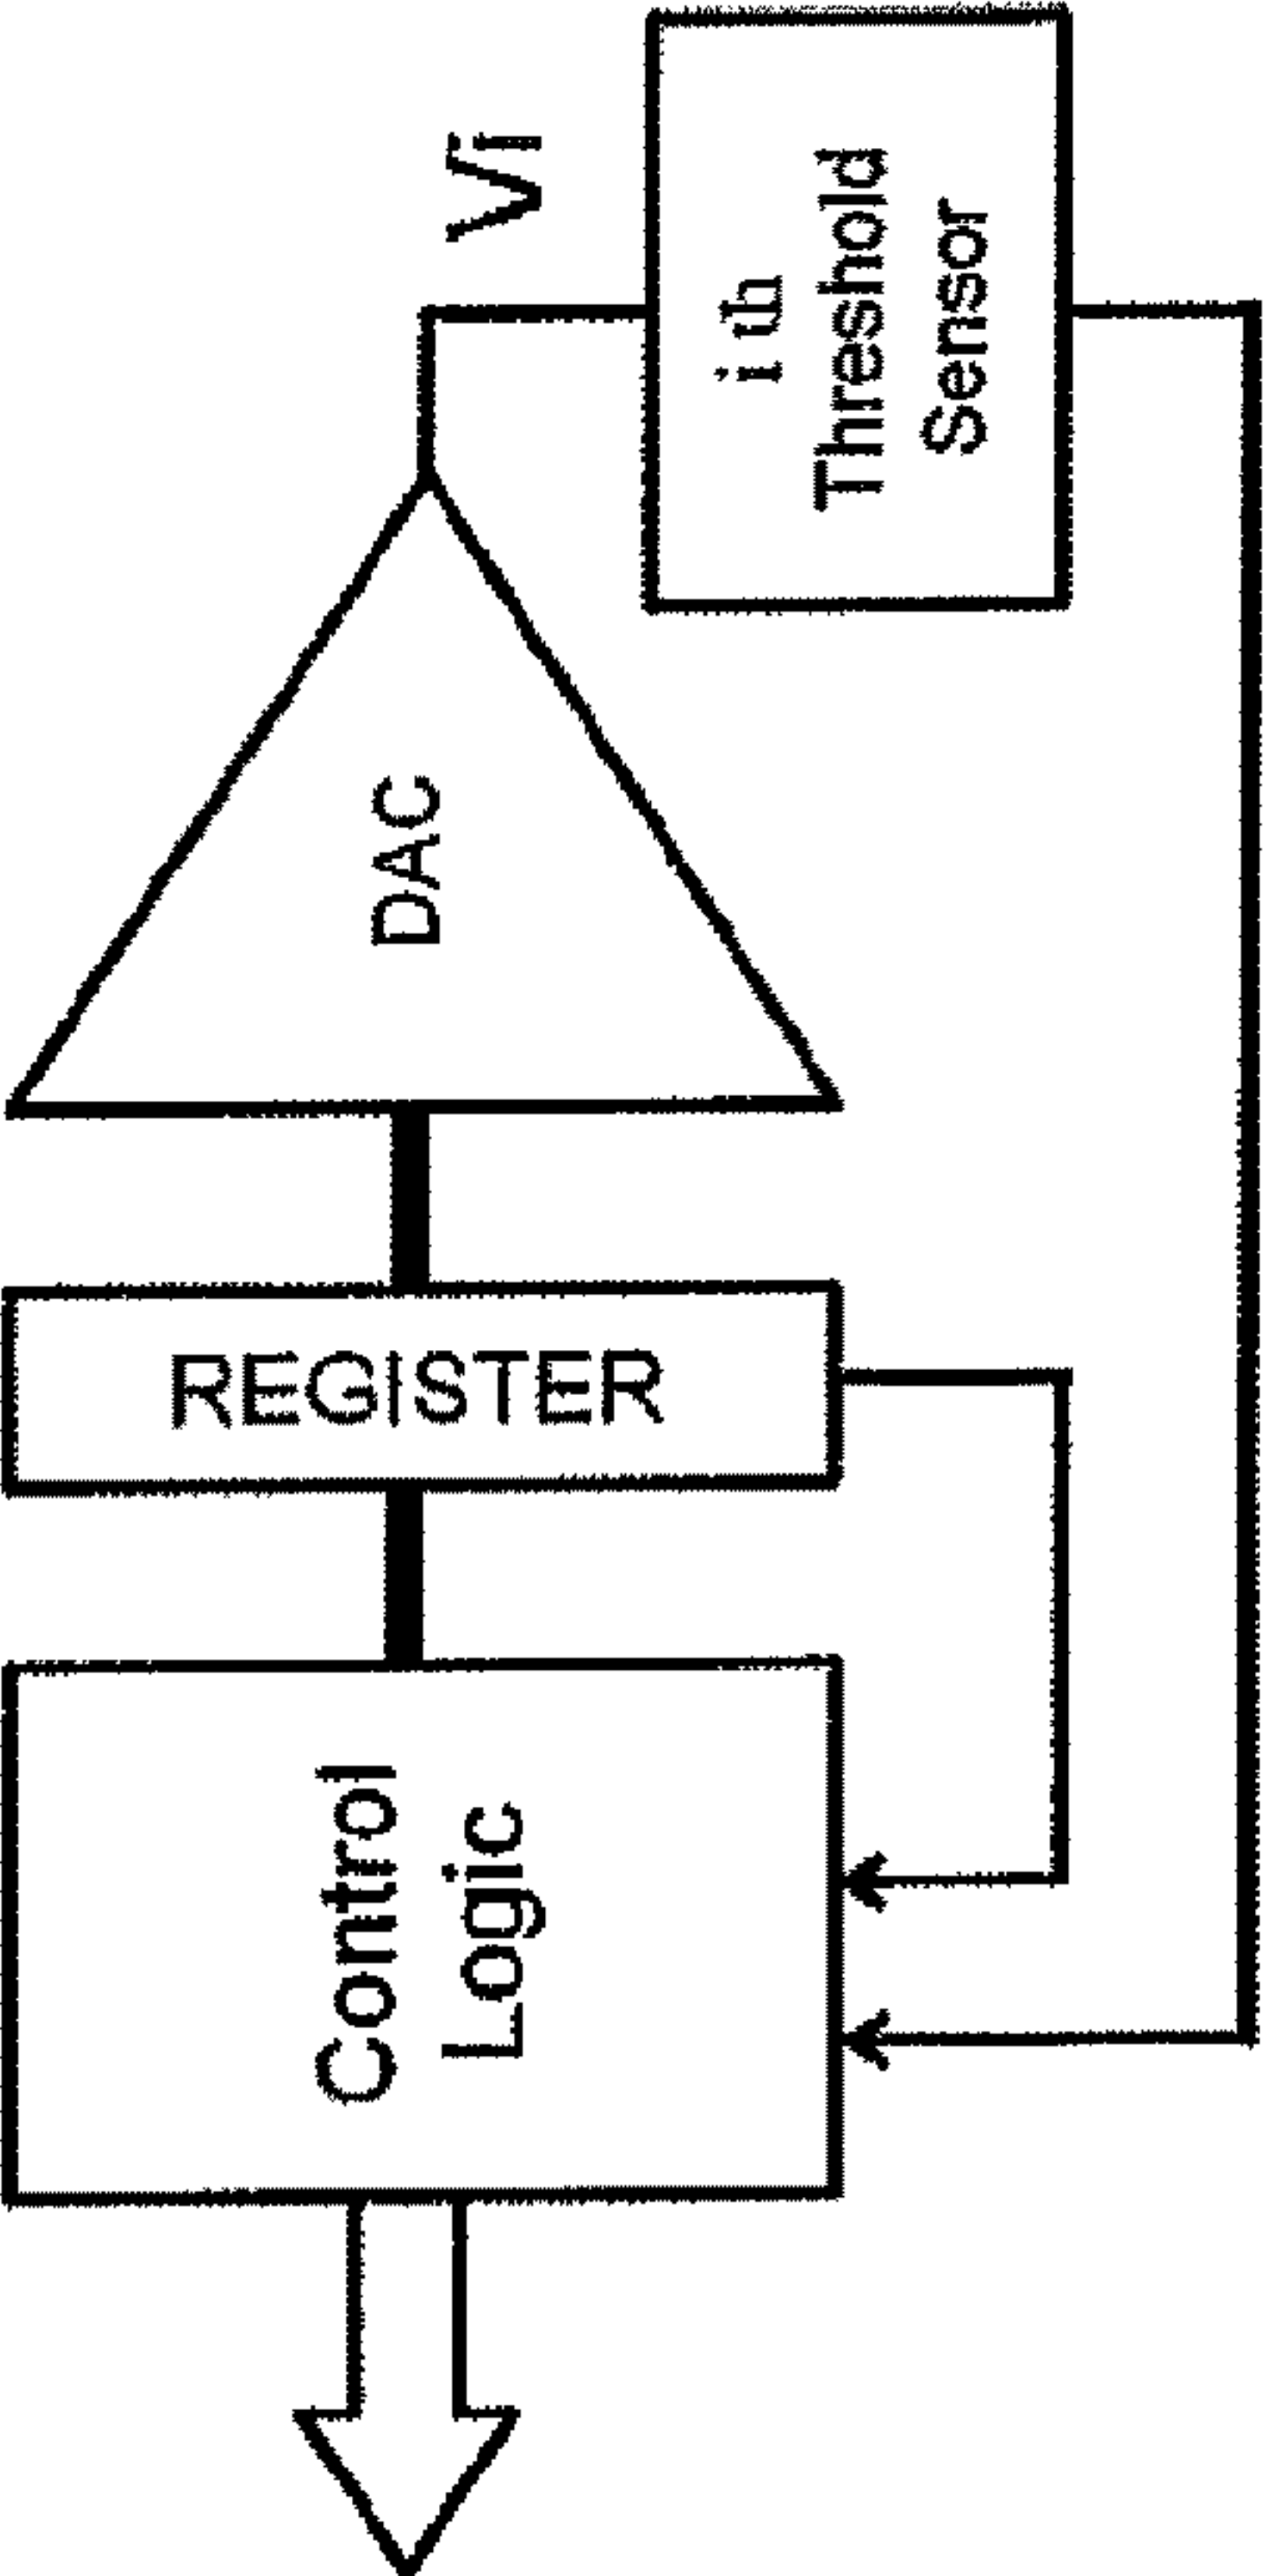 Control
Logic
REGISTER
DAC
Vi
i th
Threshold
Sensor